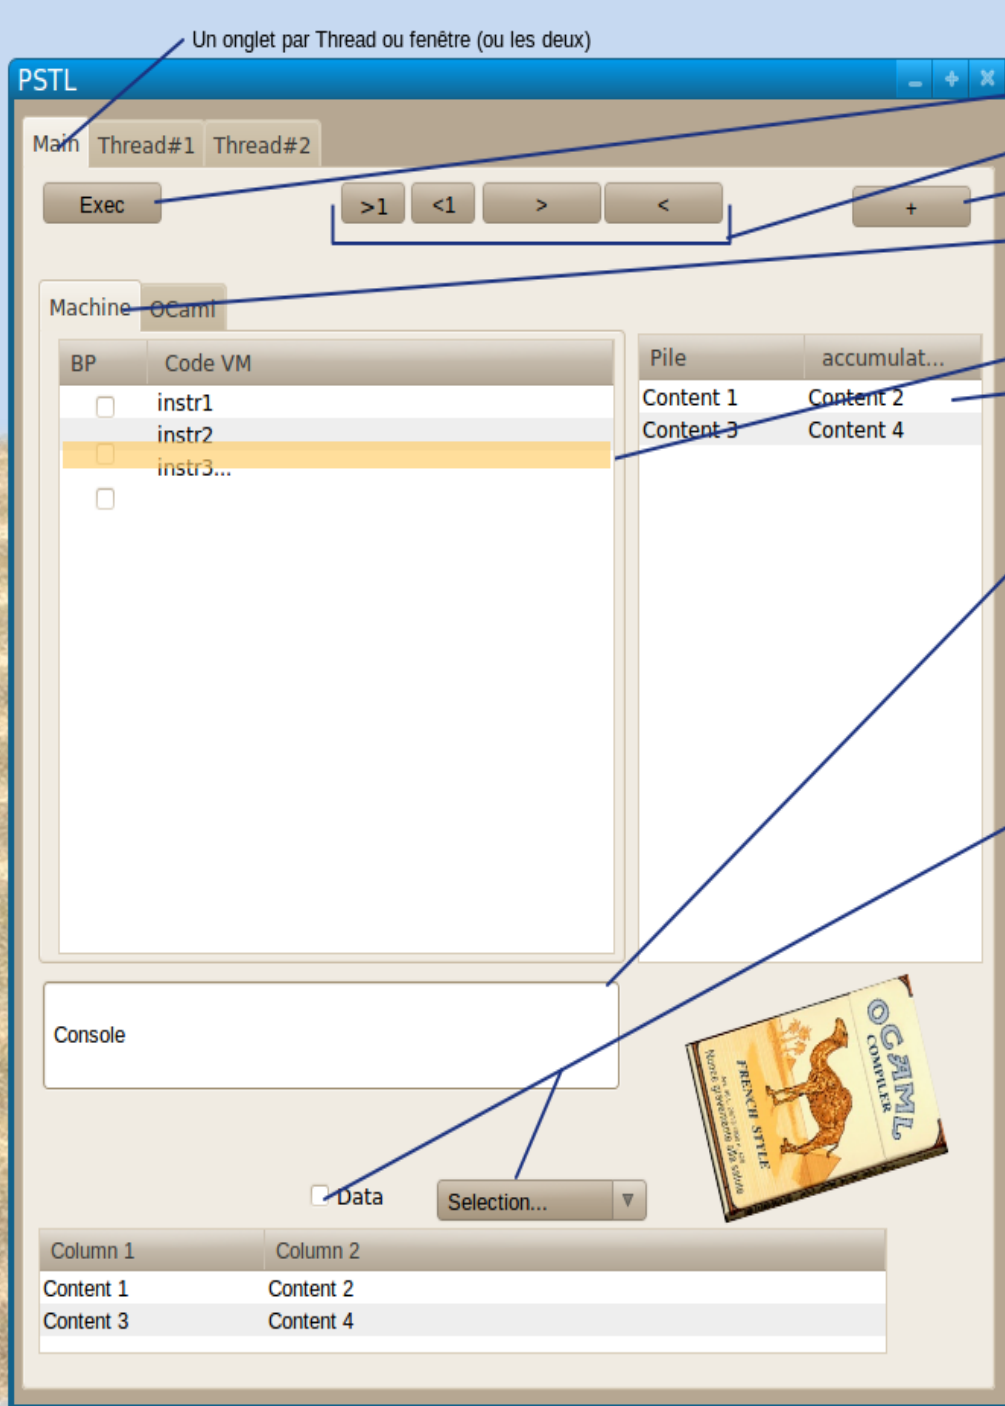 Un onglet par Thread ou fenêtre (ou les deux)
PSTL
Main Thread#1 Thread#2
Exec >1 <1 > < +
Machine OCaml
BP Code VM
Pile accumulat...
instr1
Content 1 Content 2
instr2
Content 3 Content 4
instr3...
Console
OCAML
COMPILER
FRENCH STYLE
Data Selection...
Column 1 Column 2
Content 1 Content 2
Content 3 Content 4